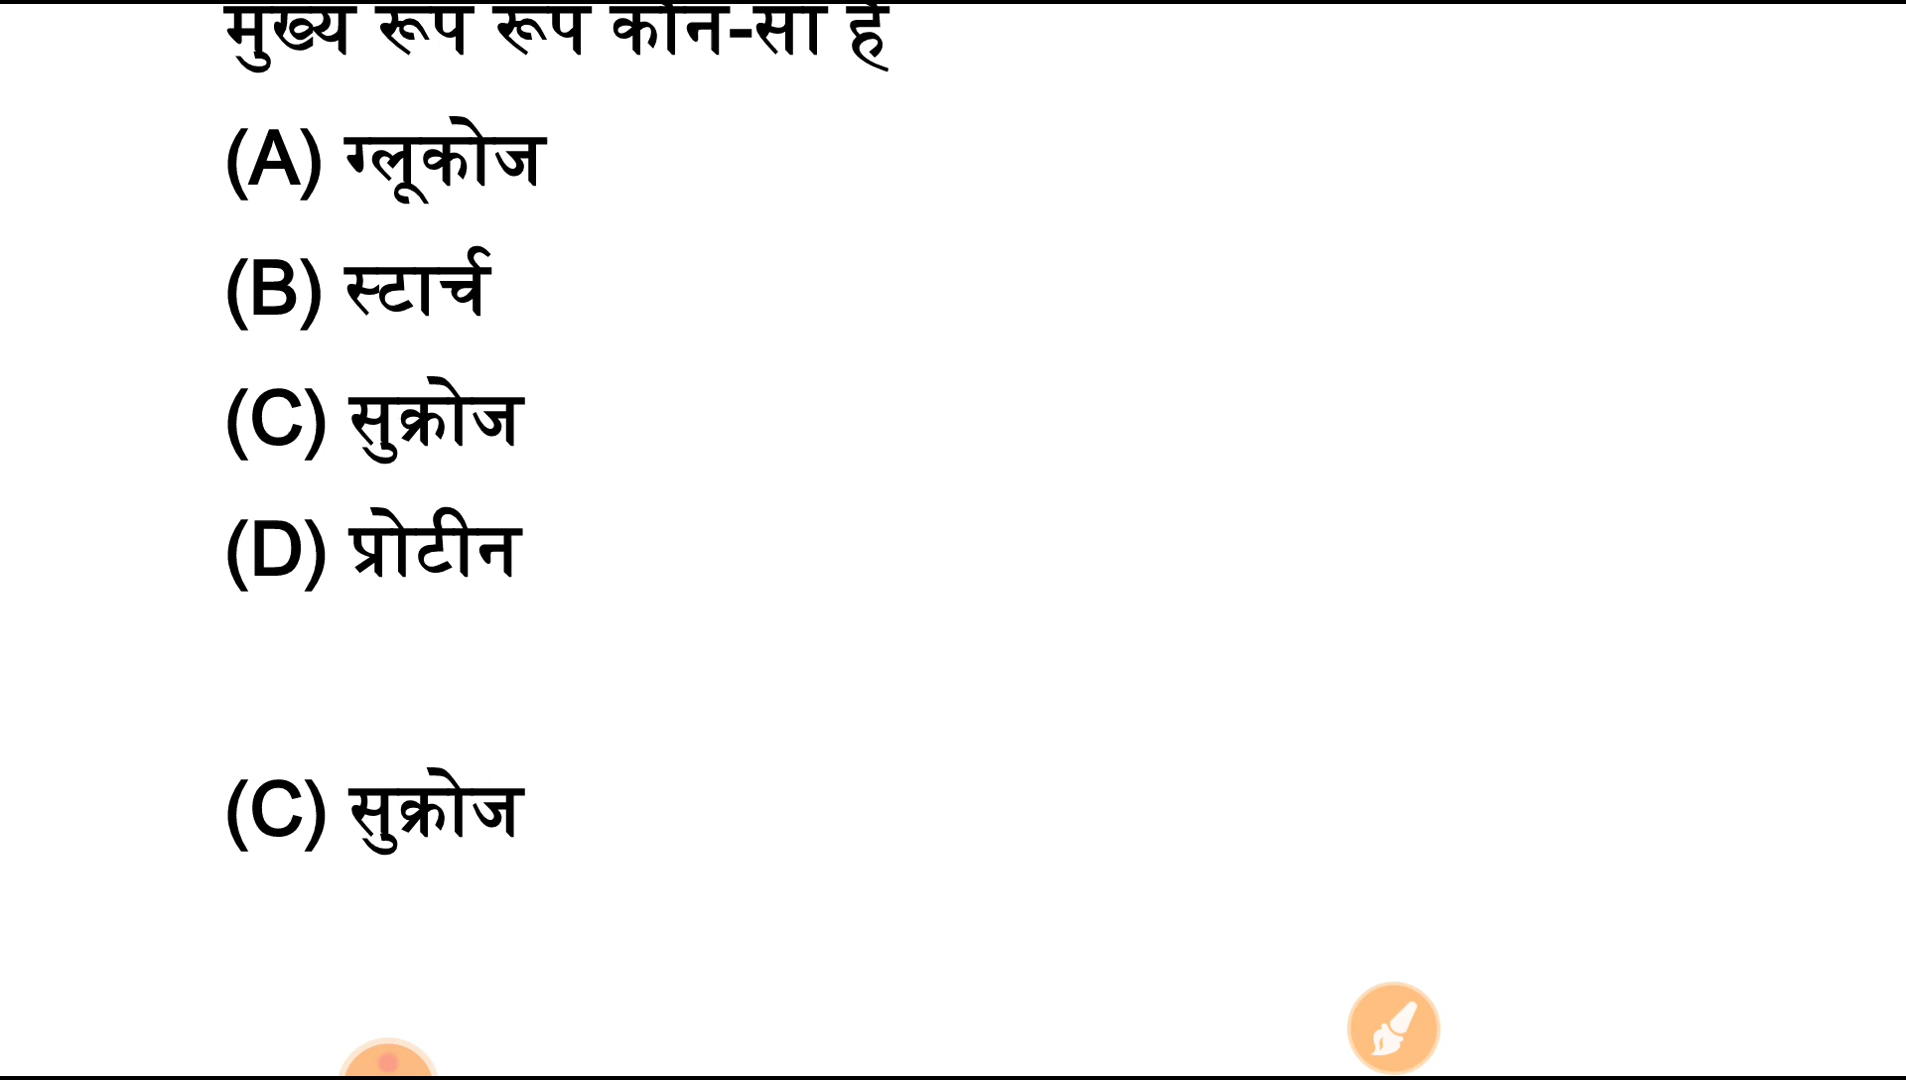 मुख्य रूप रूप कौन-सा है
(A) ग्लूकोज
(B) स्टार्च
(C) सुक्रोज
(D) प्रोटीन
(C) सुक्रोज